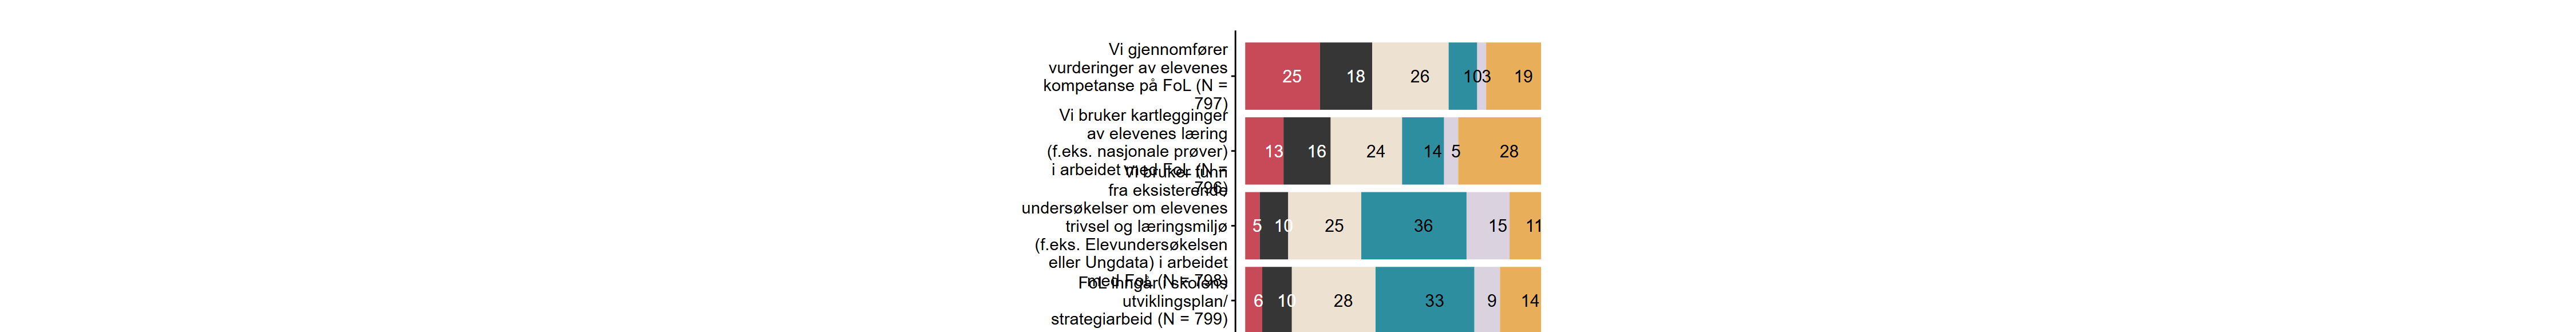 Vi gjennomfører
vurderinger av elevenes
kompetanse på FoL (N =
797)
25 18 26 10 3 19
Vi bruker kartlegginger
av elevenes læring
(f.eks. nasjonale prøver)
i arbeidet med FoL (N =
796)
13 16 24 14 5 28
Vi bruker funn
fra eksisterende
undersøkelser om elevenes
trivsel og læringsmiljø
(f.eks. Elevundersøkelsen
eller Ungdata) i arbeidet
med FoL (N = 798)
5 10 25 36 15 11
FoL inngår i skolens
utviklingsplan/
strategiarbeid (N = 799)
6 10 28 33 9 14